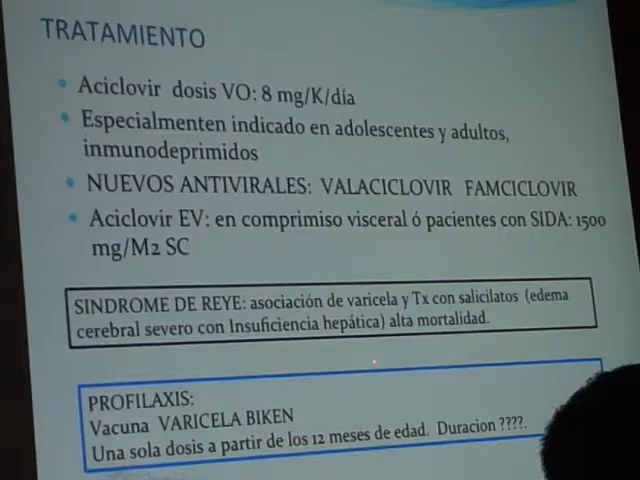 TRATAMIENTO
Aciclovir dosis VO: 8 mg/K/día
Especialmenten indicado en adolescentes y adultos,
inmunodeprimidos
NUEVOS ANTIVIRALES: VALACICLOVIR FAMCICLOVIR
Aciclovir EV: en comprimiso visceral ó pacientes con SIDA: 1500
mg/M2 SC
SINDROME DE REYE: asociación de varicela y Tx con salicilatos (edema
cerebral severo con Insuficiencia hepática) alta mortalidad.
PROFILAXIS:
Vacuna VARICELA BIKEN
Una sola dosis a partir de los 12 meses de edad. Duracion ????.